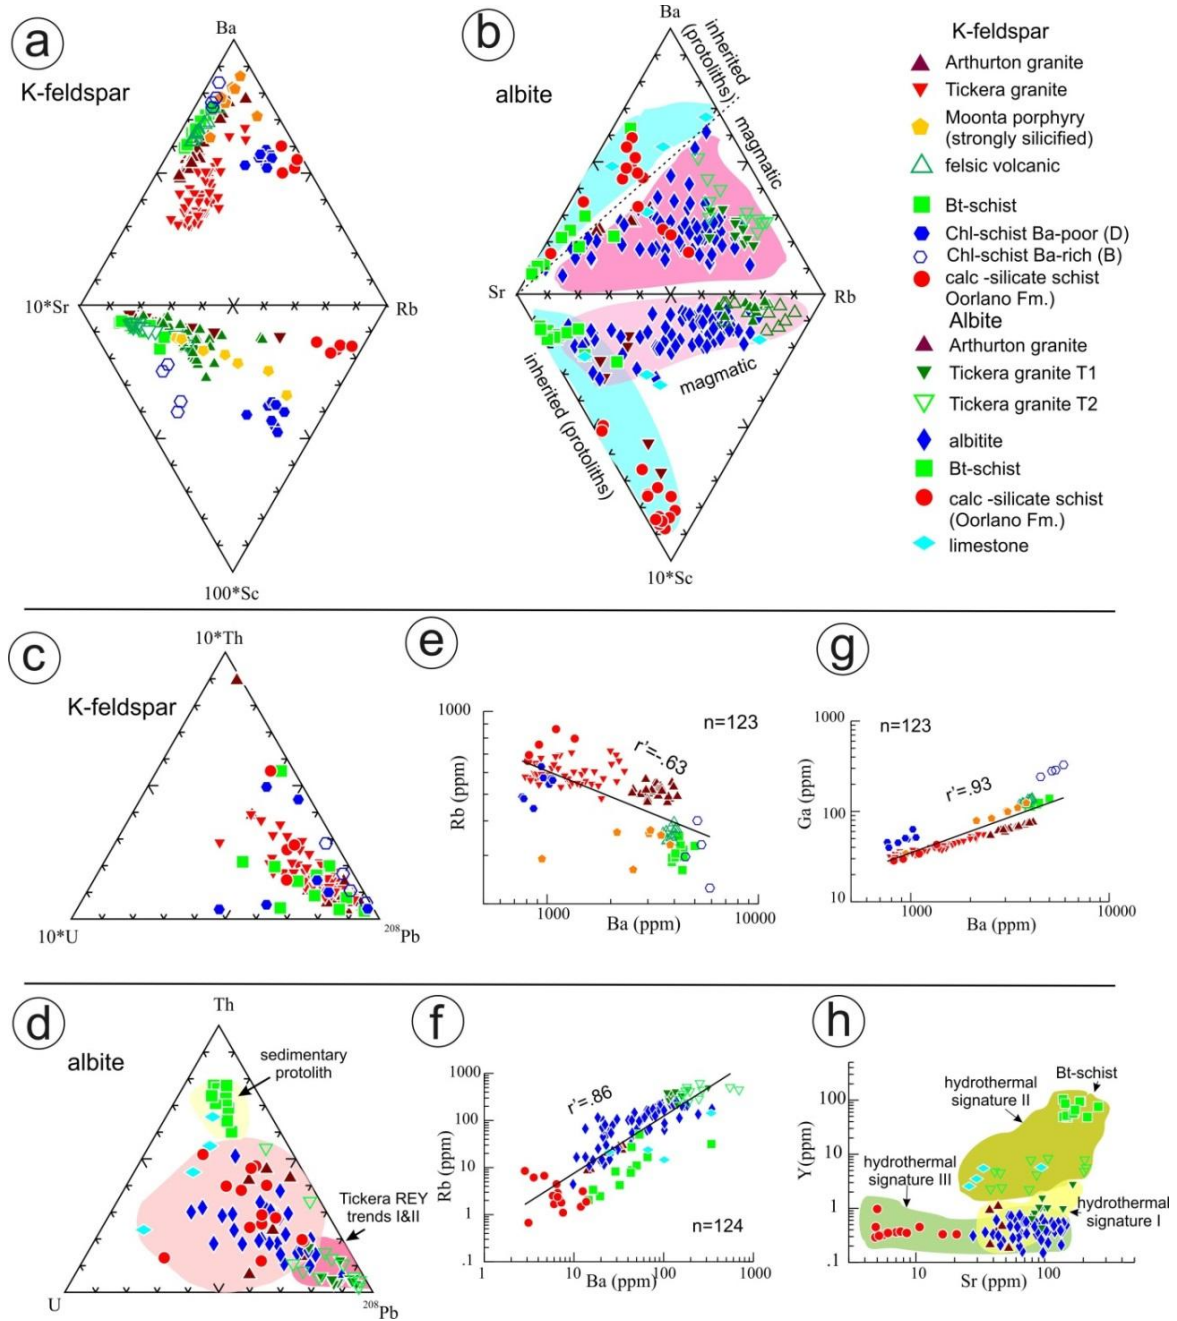 a
K-feldspar
Ba
10*Sr
Rb
100*Sc
b
albite
Ba
inherited
(protoliths)
magmatic
Sr
Rb
magmatic
inherited (protoliths)
10*Sc
K-feldspar
Arthurton granite
Tickera granite
Moonta porphyry
(strongly silicified)
felsic volcanic
Bt-schist
Chl-schist Ba-poor (D)
Chl-schist Ba-rich (B)
calc -silicate schist
Oorlano Fm.)
Albite
Arthurton granite
Tickera granite T1
Tickera granite T2
albitite
Bt-schist
calc -silicate schist
(Oorlano Fm.)
limestone
c
10*Th
K-feldspar
10*U
208Pb
e
1000
n=123
r'=-.63
Rb (ppm)
1000
10000
Ba (ppm)
g
1000
n=123
r'=.93
Ga (ppm)
100
10
1000
10000
Ba (ppm)
d
Th
albite
sedimentary
protolith
Tickera REY
trends I&II
U
208Pb
f
1000
r'=.86
100
Rb (ppm)
10
1
n=124
.1
1
10
100
1000
Ba (ppm)
h
Bt-schist
hydrothermal
signature II
100
Y(ppm)
10
hydrothermal
signature III
1
hydrothermal
signature I
.1
10
100
Sr (ppm)